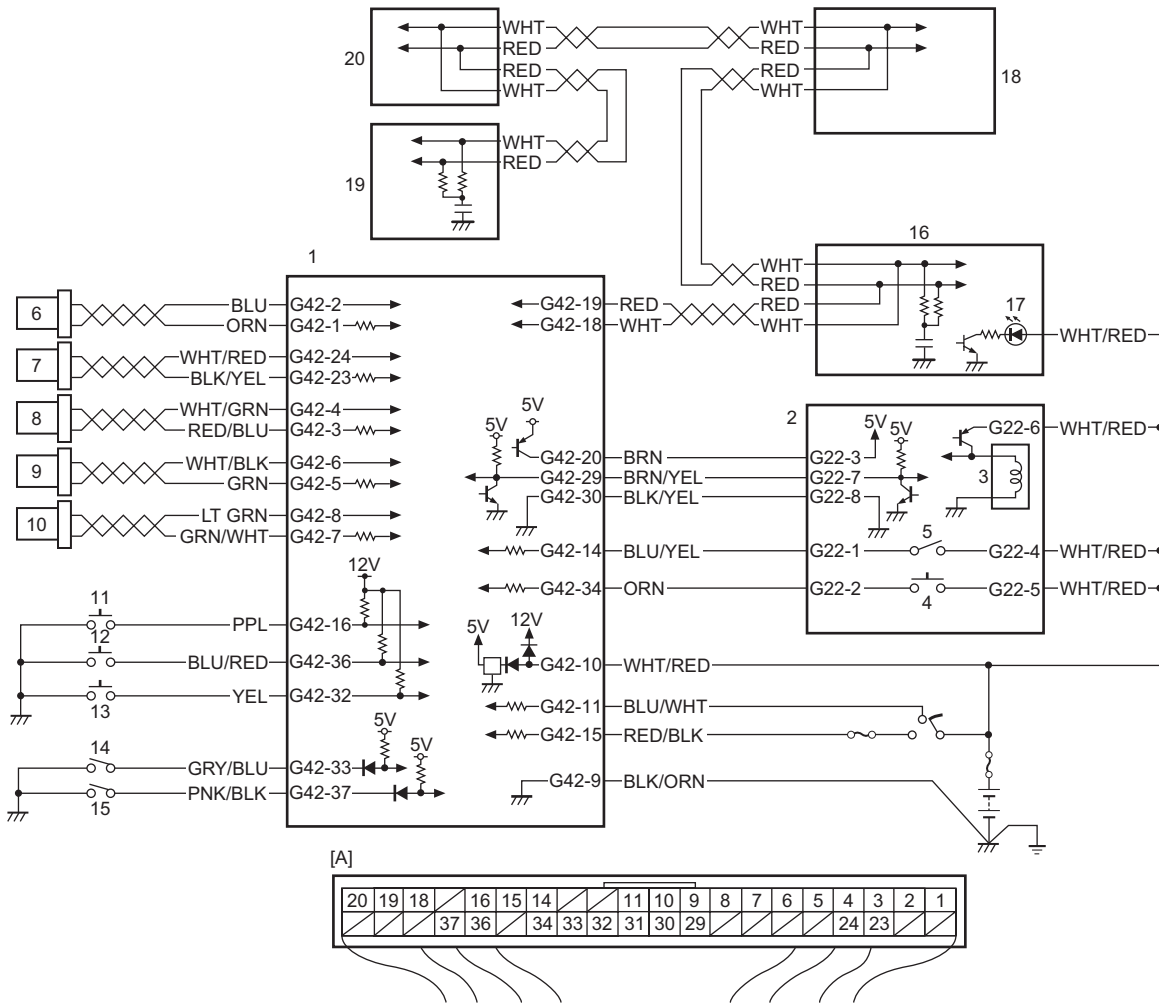 WHT WHT
RED RED
20
RED RED
WHT WHT
18
WHT
RED
19
16
1
WHT
6 BLU G42-2 G42-19 RED RED
ORN G42-1 G42-18 WHT WHT
17
WHT/RED
7 WHT/RED G42-24
BLK/YEL G42-23
8 WHT/GRN G42-4
RED/BLU G42-3
2
5V 5V
5V 5V
G22-6 WHT/RED
9 WHT/BLK G42-6 G42-20 BRN G22-3
GRN G42-5 G42-29 BRN/YEL G22-7
3
G42-30 BLK/YEL G22-8
10 LT GRN G42-8
GRN/WHT G42-7
G42-14 BLU/YEL G22-1 5 G22-4 WHT/RED
12V
G42-34 ORN G22-2 4 G22-5 WHT/RED
11 PPL G42-16
5V 12V
12 BLU/RED G42-36 G42-10 WHT/RED
13 YEL G42-32
G42-11 BLU/WHT
5V
G42-15 RED/BLK
5V
14 GRY/BLU G42-33
G42-9 BLK/ORN
15 PNK/BLK G42-37
[A]
20 19 18 16 15 14 11 10 9 8 7 6 5 4 3 2 1
37 36 34 33 32 31 30 29 24 23